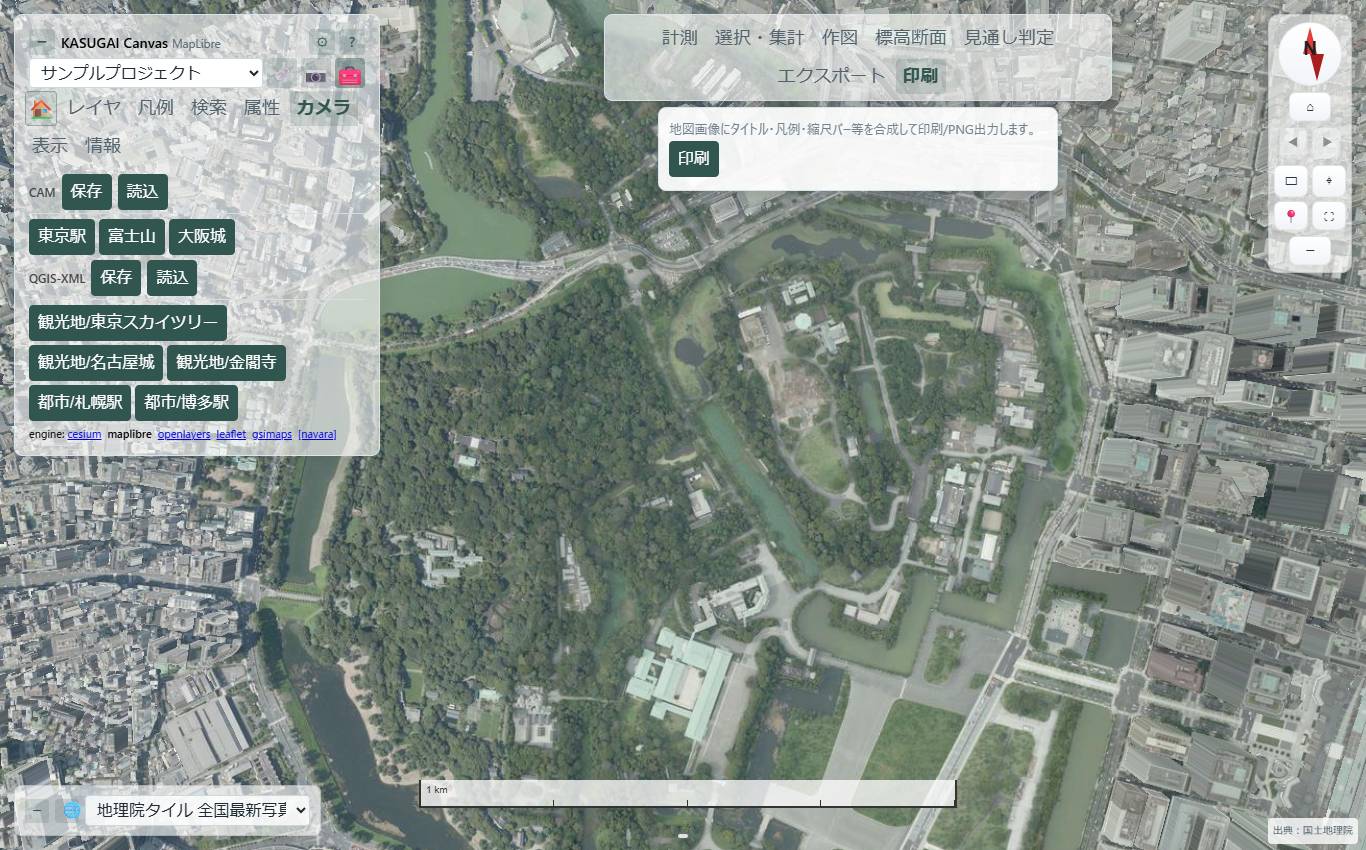 − KASUGAI Canvas MapLibre ?
サンプルプロジェクト
レイヤ 凡例 検索 属性 カメラ
表示 情報
CAM 保存 読込
東京駅 富士山 大阪城
QGIS-XML 保存 読込
観光地/東京スカイツリー
観光地/名古屋城 観光地/金閣寺
都市/札幌駅 都市/博多駅
engine: cesium maplibre openlayers leaflet gsimaps [navara]
計測 選択・集計 作図 標高断面 見通し判定
エクスポート 印刷
地図画像にタイトル・凡例・縮尺バー等を合成して印刷/PNG出力します。
印刷
N
−
1 km
− 地理院タイル 全国最新写真
出典：国土地理院